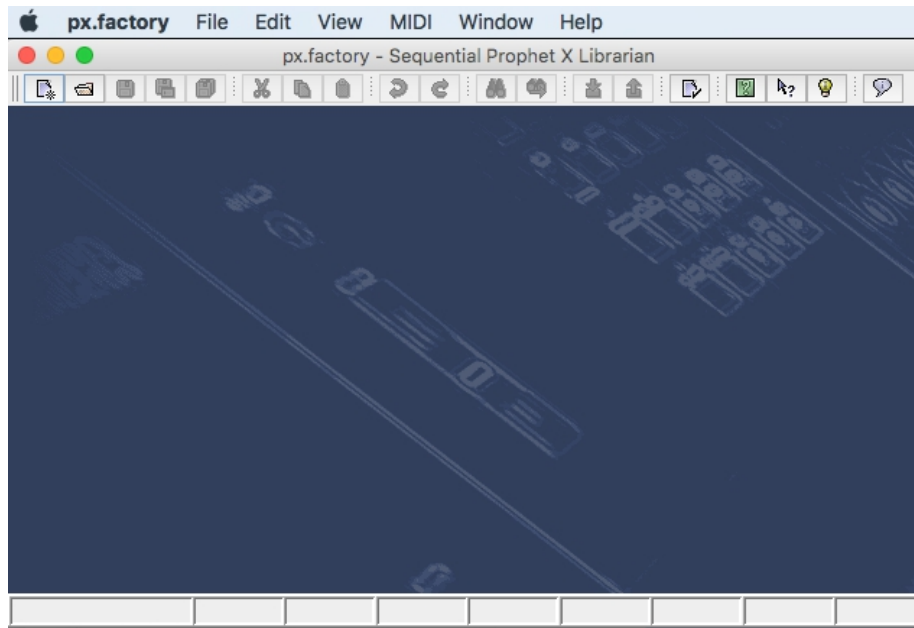 px.factory File Edit View MIDI Window Help
px.factory - Sequential Prophet X Librarian